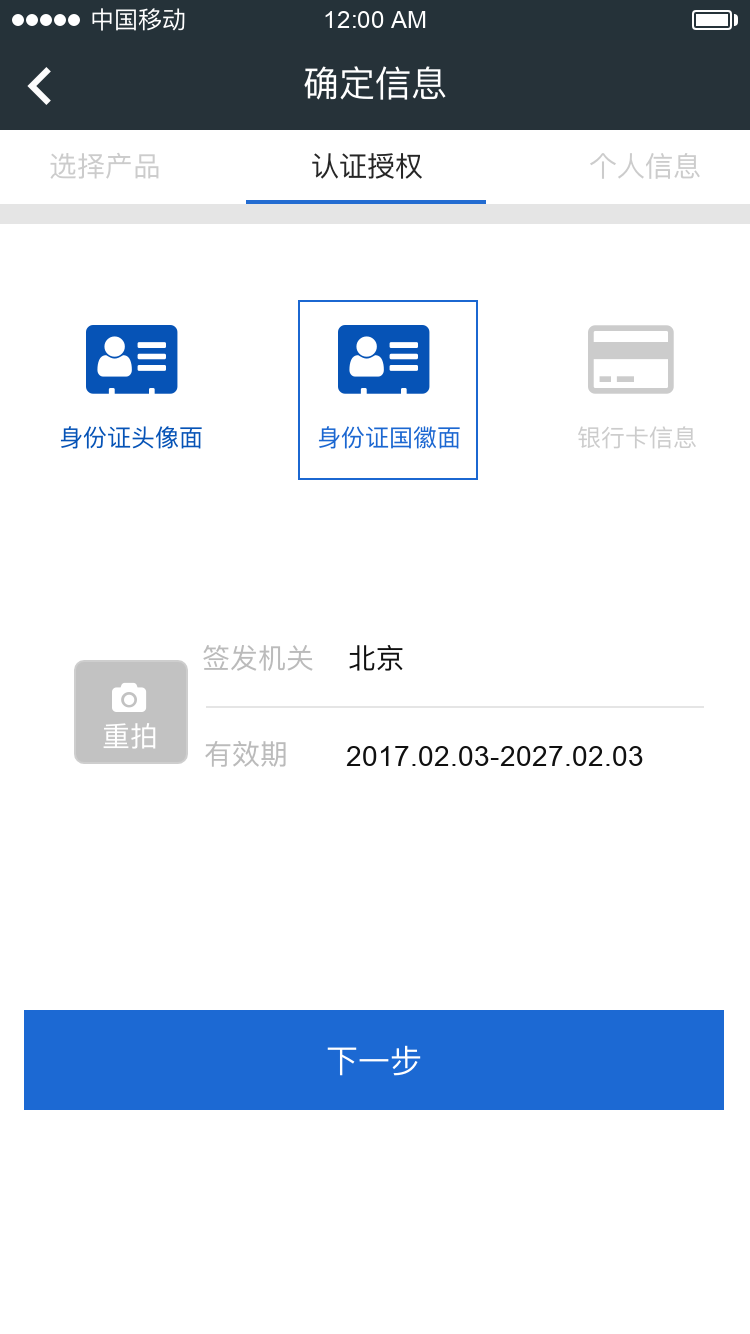 中国移动 12:00 AM
确定信息
选择产品 认证授权 个人信息
身份证头像面 身份证国徽面 银行卡信息
签发机关 北京
重拍
有效期 2017.02.03-2027.02.03
下一步